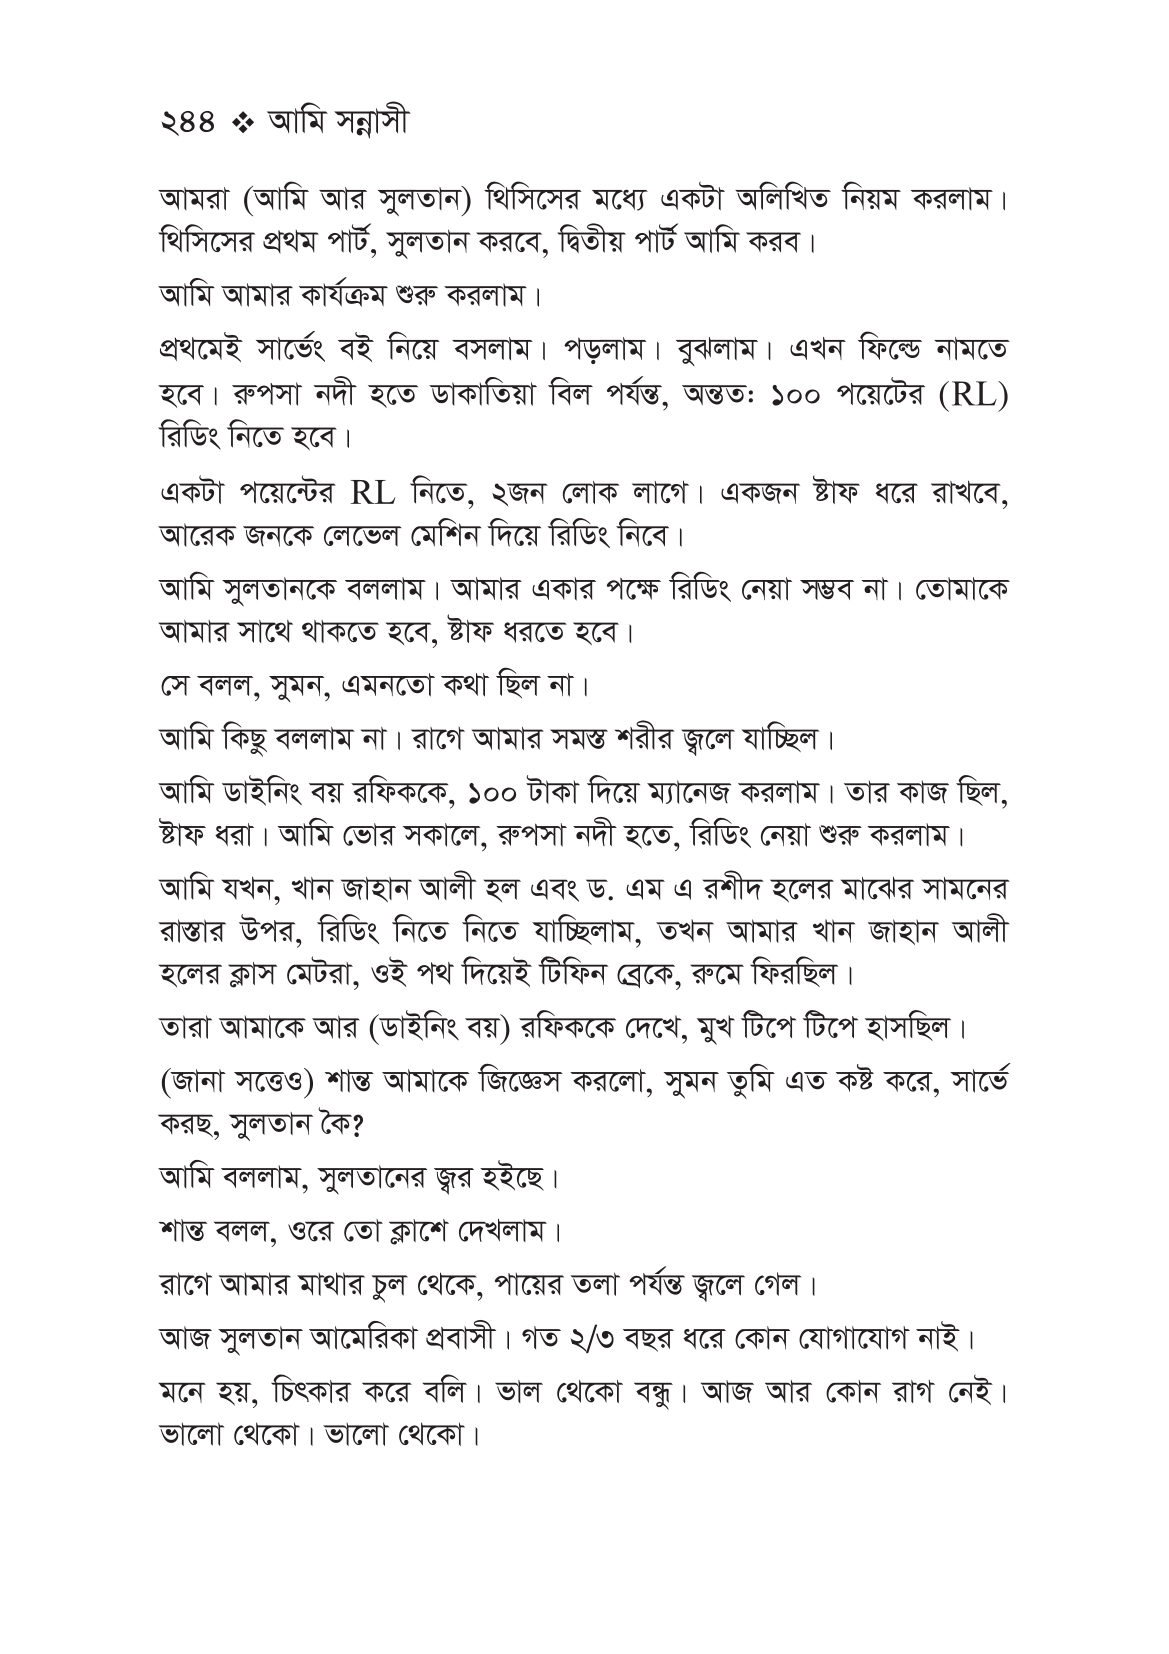 ২৪৪ ❖ আমি সন্ন্যাসী
আমরা (আমি আর সুলতান) থিসিসের মধ্যে একটা অলিখিত নিয়ম করলাম।
থিসিসের প্রথম পার্ট, সুলতান করবে, দ্বিতীয় পার্ট আমি করব।
আমি আমার কার্যক্রম শুরু করলাম।
প্রথমেই সার্ভেং বই নিয়ে বসলাম। পড়লাম। বুঝলাম। এখন ফিল্ডে নামতে
হবে। রুপসা নদী হতে ডাকাতিয়া বিল পর্যন্ত, অন্তত: ১০০ পয়েটের (RL)
রিডিং নিতে হবে।
একটা পয়েন্টের RL নিতে, ২জন লোক লাগে। একজন ষ্টাফ ধরে রাখবে,
আরেক জনকে লেভেল মেশিন দিয়ে রিডিং নিবে।
আমি সুলতানকে বললাম। আমার একার পক্ষে রিডিং নেয়া সম্ভব না। তোমাকে
আমার সাথে থাকতে হবে, ষ্টাফ ধরতে হবে।
সে বলল, সুমন, এমনতো কথা ছিল না।
আমি কিছু বললাম না। রাগে আমার সমস্ত শরীর জ্বলে যাচ্ছিল।
আমি ডাইনিং বয় রফিককে, ১০০ টাকা দিয়ে ম্যানেজ করলাম। তার কাজ ছিল,
ষ্টাফ ধরা। আমি ভোর সকালে, রুপসা নদী হতে, রিডিং নেয়া শুরু করলাম।
আমি যখন, খান জাহান আলী হল এবং ড. এম এ রশীদ হলের মাঝের সামনের
রাস্তার উপর, রিডিং নিতে নিতে যাচ্ছিলাম, তখন আমার খান জাহান আলী
হলের ক্লাস মেটরা, ওই পথ দিয়েই টিফিন ব্রেকে, রুমে ফিরছিল।
তারা আমাকে আর (ডাইনিং বয়) রফিককে দেখে, মুখ টিপে টিপে হাসছিল।
(জানা সত্তেও) শান্ত আমাকে জিজ্ঞেস করলো, সুমন তুমি এত কষ্ট করে, সার্ভে
করছ, সুলতান কৈ?
আমি বললাম, সুলতানের জ্বর হইছে।
শান্ত বলল, ওরে তো ক্লাশে দেখলাম।
রাগে আমার মাথার চুল থেকে, পায়ের তলা পর্যন্ত জ্বলে গেল।
আজ সুলতান আমেরিকা প্রবাসী। গত ২/৩ বছর ধরে কোন যোগাযোগ নাই।
মনে হয়, চিৎকার করে বলি। ভাল থেকো বন্ধু। আজ আর কোন রাগ নেই।
ভালো থেকো। ভালো থেকো।